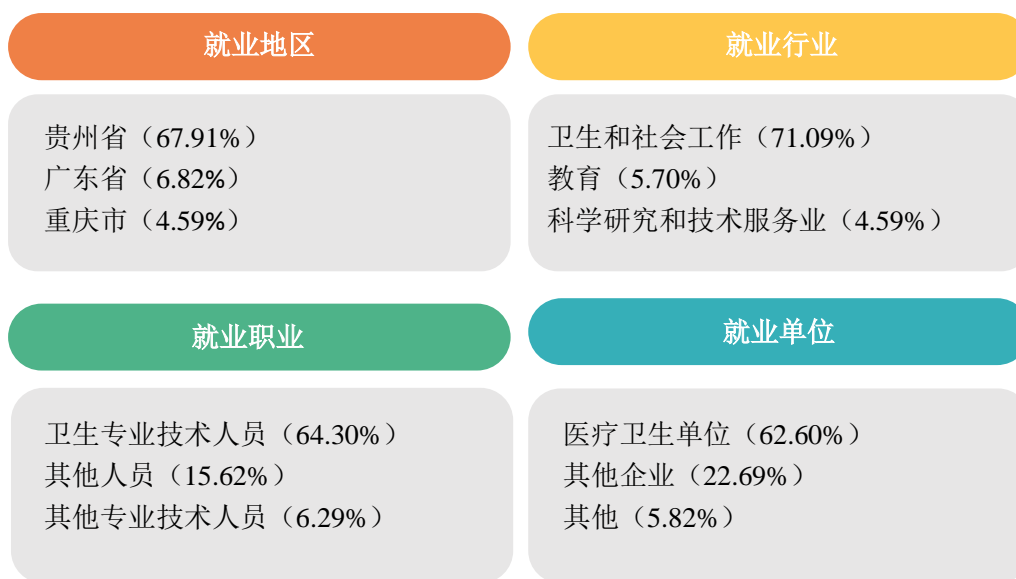 就业地区
贵州省（67.91%）
广东省（6.82%）
重庆市（4.59%）
就业行业
卫生和社会工作（71.09%）
教育（5.70%）
科学研究和技术服务业（4.59%）
就业职业
卫生专业技术人员（64.30%）
其他人员（15.62%）
其他专业技术人员（6.29%）
就业单位
医疗卫生单位（62.60%）
其他企业（22.69%）
其他（5.82%）